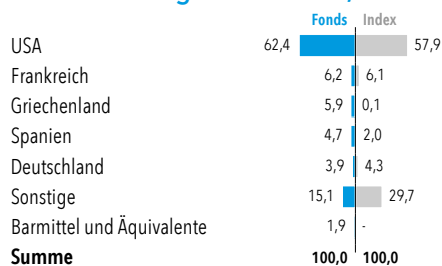 Fonds Index
USA 62,4 57,9
Frankreich 6,2 6,1
Griechenland 5,9 0,1
Spanien 4,7 2,0
Deutschland 3,9 4,3
Sonstige 15,1 29,7
Barmittel und Äquivalente 1,9 -
Summe 100,0 100,0